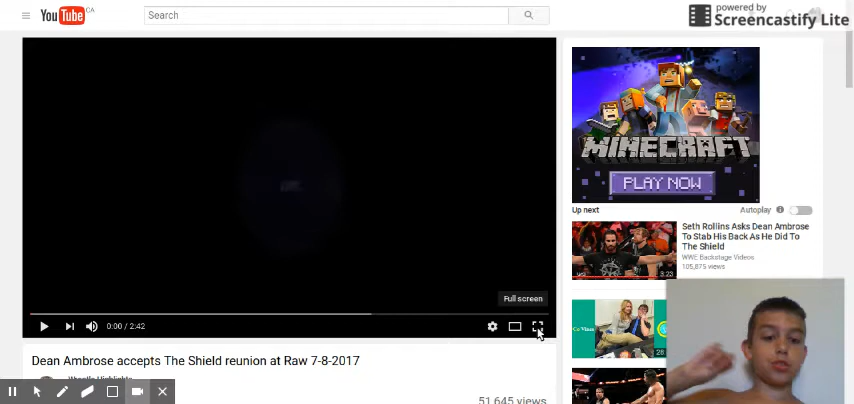 YouTube CA
Search
powered by
Screencastify Lite
MINECRAFT
PLAY NOW
Up next
Autoplay
Seth Rollins Asks Dean Ambrose
To Stab His Back As He Did To
The Shield
WWE Backstage Videos
105,875 views
3:23
Full screen
0:00 / 2:42
28
Dean Ambrose accepts The Shield reunion at Raw 7-8-2017
51,645 views